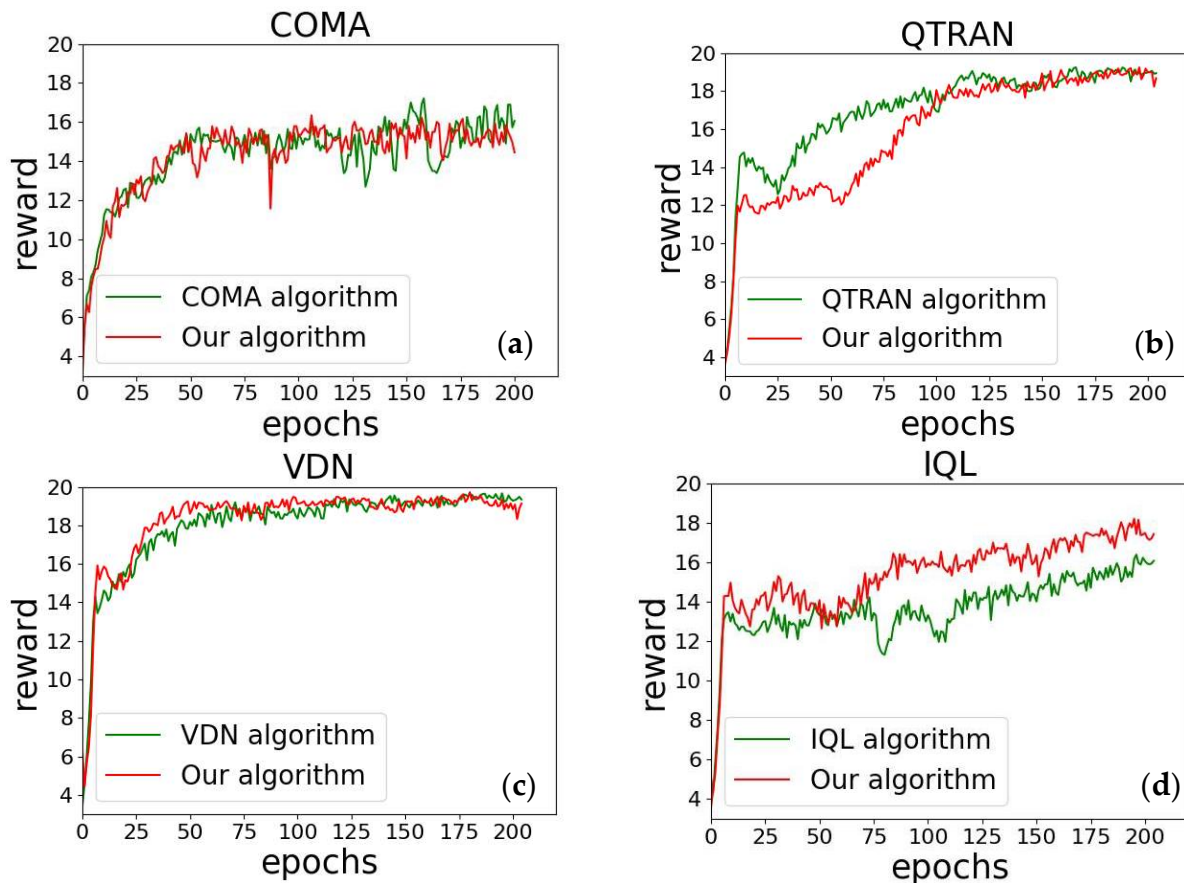 COMA
20
18
16
14
12
10
8
6
4
reward
COMA algorithm
Our algorithm
(a)
0 25 50 75 100 125 150 175 200
epochs
QTRAN
20
18
16
14
12
10
8
6
4
reward
QTRAN algorithm
Our algorithm
(b)
0 25 50 75 100 125 150 175 200
epochs
VDN
20
18
16
14
12
10
8
6
4
reward
VDN algorithm
Our algorithm
(c)
0 25 50 75 100 125 150 175 200
epochs
IQL
20
18
16
14
12
10
8
6
4
reward
IQL algorithm
Our algorithm
(d)
0 25 50 75 100 125 150 175 200
epochs